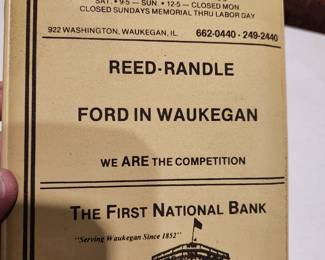 SAT. • 9-5 — SUN. • 12-5 — CLOSED MON.
CLOSED SUNDAYS MEMORIAL THRU LABOR DAY
922 WASHINGTON, WAUKEGAN, IL. 662-0440 · 249-2440
REED-RANDLE
FORD IN WAUKEGAN
WE ARE THE COMPETITION
THE FIRST NATIONAL BANK
"Serving Waukegan Since 1852"